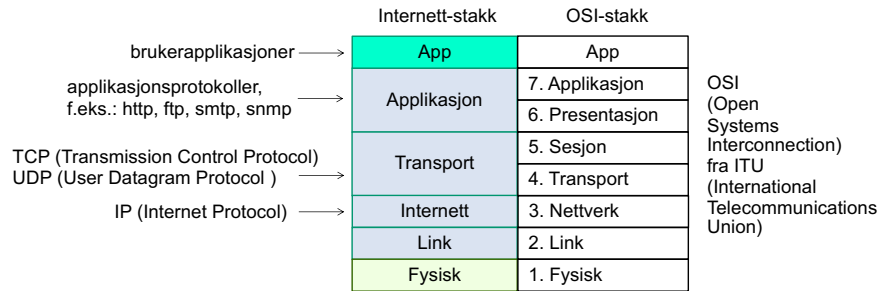 Internett-stakk OSI-stakk
brukerapplikasjoner App App
applikasjonsprotokoller,
f.eks.: http, ftp, smtp, snmp
Applikasjon
7. Applikasjon
6. Presentasjon
TCP (Transmission Control Protocol)
UDP (User Datagram Protocol )
Transport
5. Sesjon
4. Transport
IP (Internet Protocol) Internett 3. Nettverk
Link 2. Link
Fysisk 1. Fysisk
OSI
(Open
Systems
Interconnection)
fra ITU
(International
Telecommunications
Union)